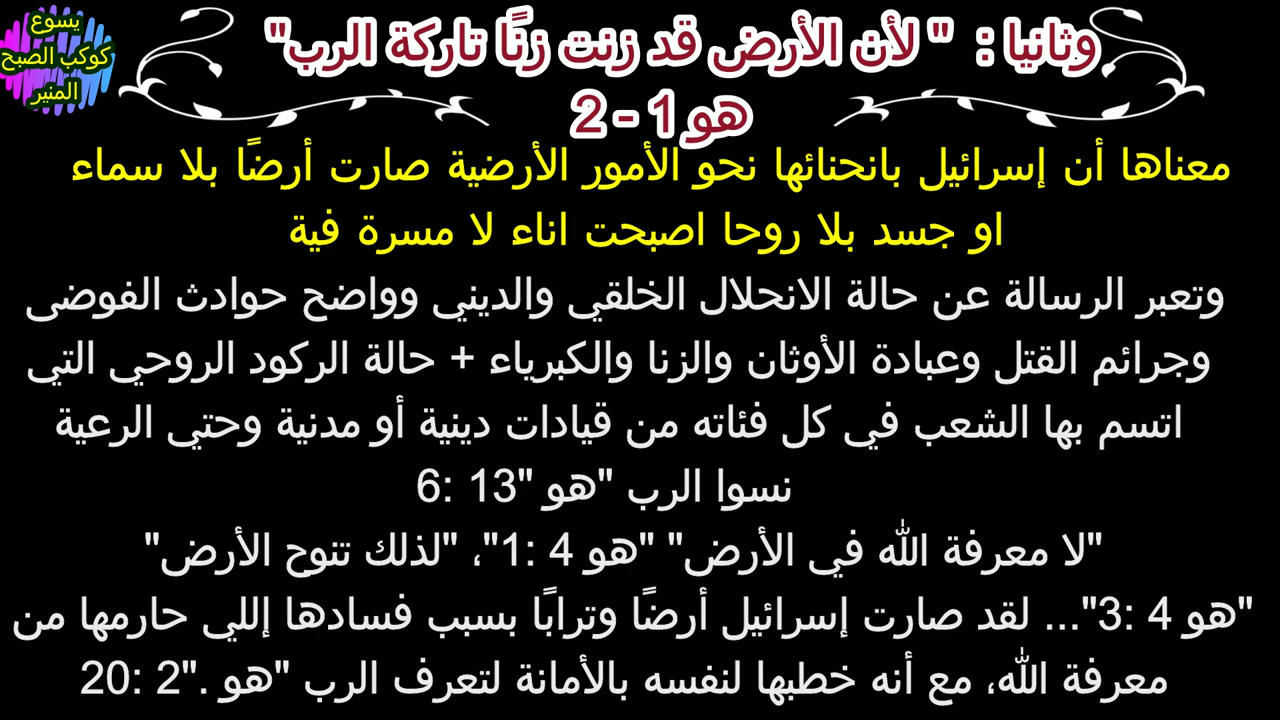 يسوع
كوكب الصبح
المنير
وثانيا : " لأن الأرض قد زنت زنًا تاركة الرب"
هو 1 - 2
معناها أن إسرائيل بانحنائها نحو الأمور الأرضية صارت أرضًا بلا سماء
او جسد بلا روحا اصبحت اناء لا مسرة فية
وتعبر الرسالة عن حالة الانحلال الخلقي والديني وواضح حوادث الفوضى
وجرائم القتل وعبادة الأوثان والزنا والكبرياء + حالة الركود الروحي التي
اتسم بها الشعب في كل فئاته من قيادات دينية أو مدنية وحتي الرعية
نسوا الرب "هو "13 :6
"لا معرفة الله في الأرض" "هو 4 :1"، "لذلك تنوح الأرض"
"هو 4 :3"... لقد صارت إسرائيل أرضًا وترابًا بسبب فسادها إللي حارمها من
معرفة الله، مع أنه خطبها لنفسه بالأمانة لتعرف الرب "هو ."2 :20